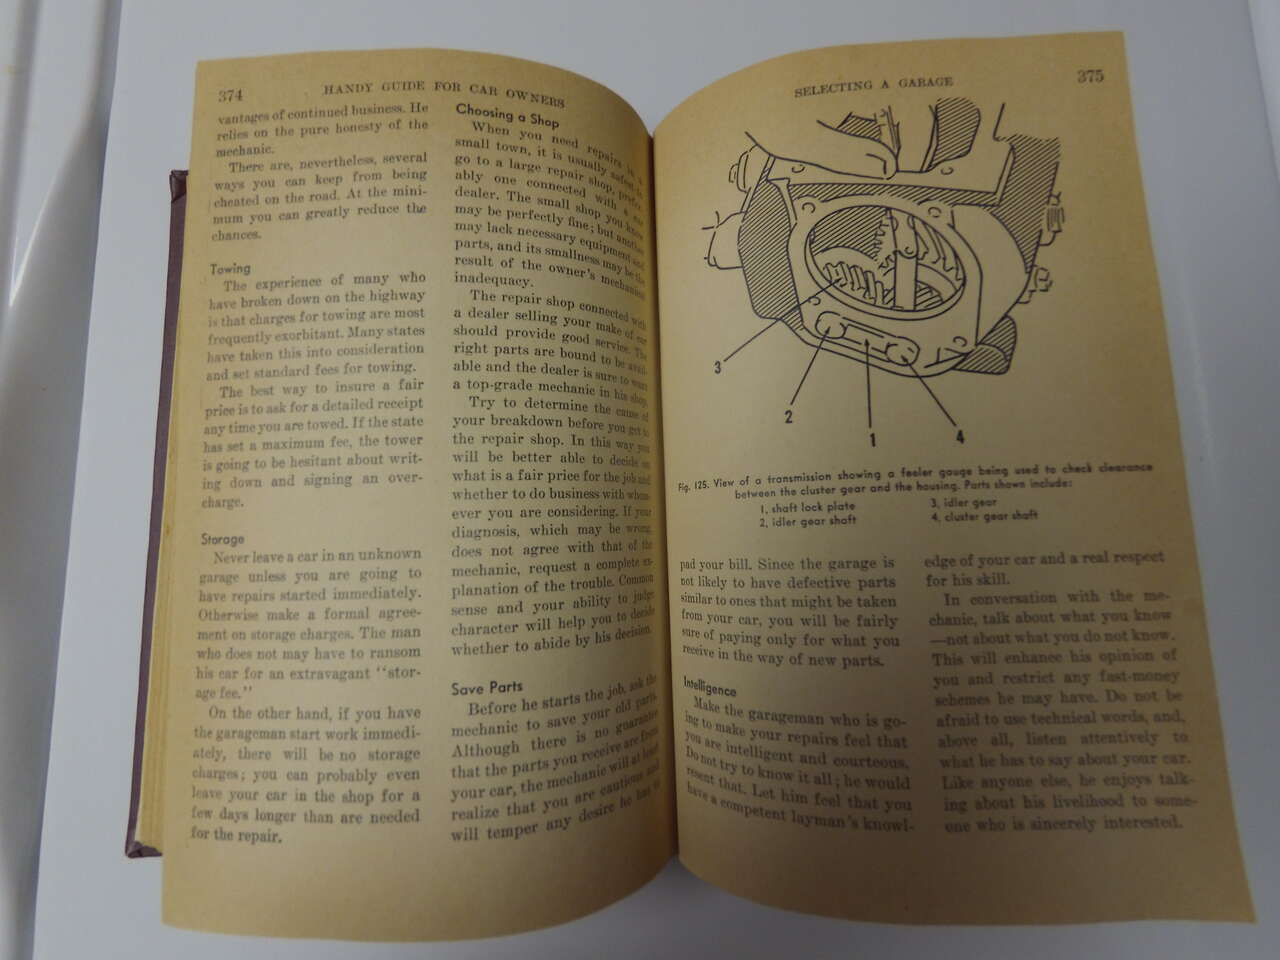 374
HANDY GUIDE FOR CAR OWNERS
vantages of continued business. He
relies on the pure honesty of the
mechanic.
There are, nevertheless, several
ways you can keep from being
cheated on the road. At the mini-
mum you can greatly reduce the
chances.
Towing
The experience of many who
have broken down on the highway
is that charges for towing are most
frequently exorbitant. Many states
have taken this into consideration
and set standard fees for towing.
The best way to insure a fair
price is to ask for a detailed receipt
any time you are towed. If the state
has set a maximum fee, the tower
is going to be hesitant about writ-
ing down and signing an over-
charge.
Storage
Never leave a car in an unknown
garage unless you are going to
have repairs started immediately.
Otherwise make a formal agree-
ment on storage charges. The man
who does not may have to ransom
his car for an extravagant "stor-
age fee."
On the other hand, if you have
the garageman start work immedi-
ately, there will be no storage
charges; you can probably even
leave your car in the shop for a
few days longer than are needed
for the repair.
Choosing a Shop
When you need repairs in a
small town, it is usually safest to
go to a large repair shop, prefer-
ably one connected with a car
dealer. The small shop you know
may be perfectly fine; but another
may lack necessary equipment and
parts, and its smallness may be the
result of the owner's mechanical
inadequacy.
The repair shop connected with
a dealer selling your make of car
should provide good service. The
right parts are bound to be avail-
able and the dealer is sure to want
a top-grade mechanic in his shop.
Try to determine the cause of
your breakdown before you get to
the repair shop. In this way you
will be better able to decide on
what is a fair price for the job and
whether to do business with whom-
ever you are considering. If your
diagnosis, which may be wrong,
does not agree with that of the
mechanic, request a complete ex-
planation of the trouble. Common
sense and your ability to judge
character will help you to decide
whether to abide by his decision.
Save Parts
Before he starts the job, ask the
mechanic to save your old parts.
Although there is no guarantee
that the parts you receive are from
your car, the mechanic will at least
realize that you are cautious and
will temper any desire he has to
SELECTING A GARAGE
375
3
2
1
4
Fig. 125. View of a transmission showing a feeler gauge being used to check clearance
between the cluster gear and the housing. Parts shown include:
1, shaft lock plate
2, idler gear shaft
3, idler gear
4, cluster gear shaft
pad your bill. Since the garage is
not likely to have defective parts
similar to ones that might be taken
from your car, you will be fairly
sure of paying only for what you
receive in the way of new parts.
Intelligence
Make the garageman who is go-
ing to make your repairs feel that
you are intelligent and courteous.
Do not try to know it all; he would
resent that. Let him feel that you
have a competent layman's knowl-
edge of your car and a real respect
for his skill.
In conversation with the me-
chanic, talk about what you know
—not about what you do not know.
This will enhance his opinion of
you and restrict any fast-money
schemes he may have. Do not be
afraid to use technical words, and,
above all, listen attentively to
what he has to say about your car.
Like anyone else, he enjoys talk-
ing about his livelihood to some-
one who is sincerely interested.